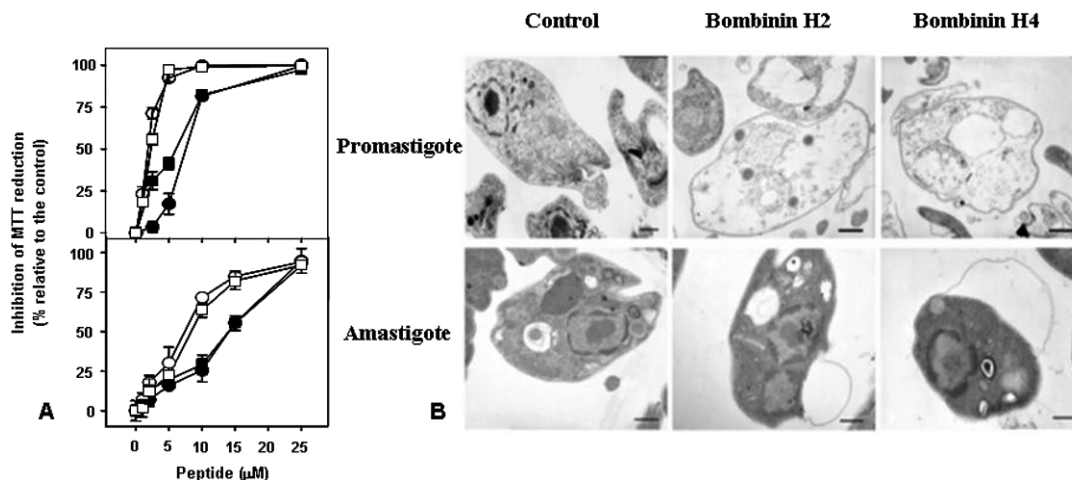 Control
Bombinin H2
Bombinin H4
Inhibition of MTT reduction
(% relative to the control)
100
75
50
25
0
Promastigote
100
75
50
25
0
Amastigote
A
B
0 5 10 15 20 25
Peptide (µM)